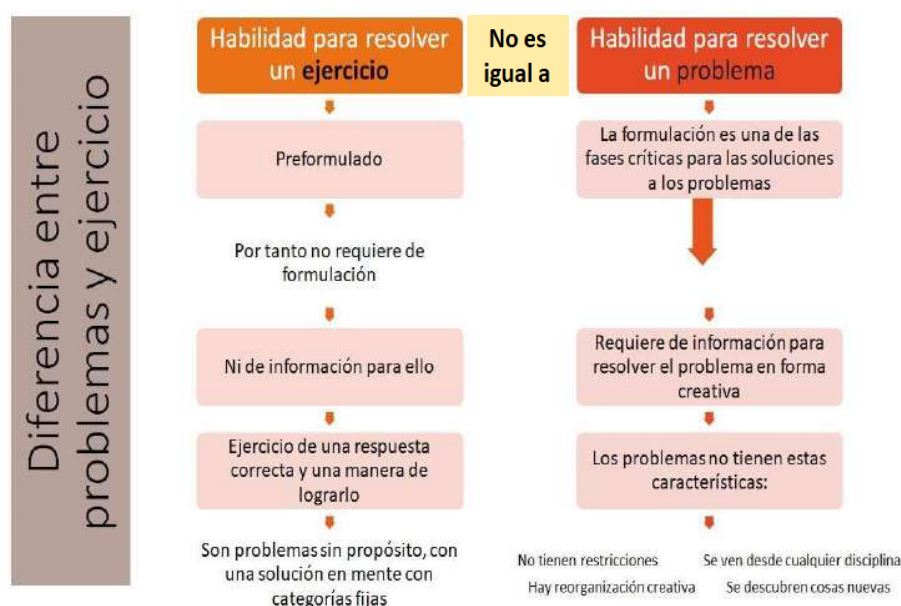 Diferencia entre
problemas y ejercicio
Habilidad para resolver
un ejercicio
No es
igual a
Habilidad para resolver
un problema
Preformulado
Por tanto no requiere de
formulación
Ni de información para ello
Ejercicio de una respuesta
correcta y una manera de
lograrlo
Son problemas sin propósito, con
una solución en mente con
categorías fijas
La formulación es una de las
fases críticas para las soluciones
a los problemas
Requiere de información para
resolver el problema en forma
creativa
Los problemas no tienen estas
características:
No tienen restricciones
Se ven desde cualquier disciplina
Hay reorganización creativa
Se descubren cosas nuevas